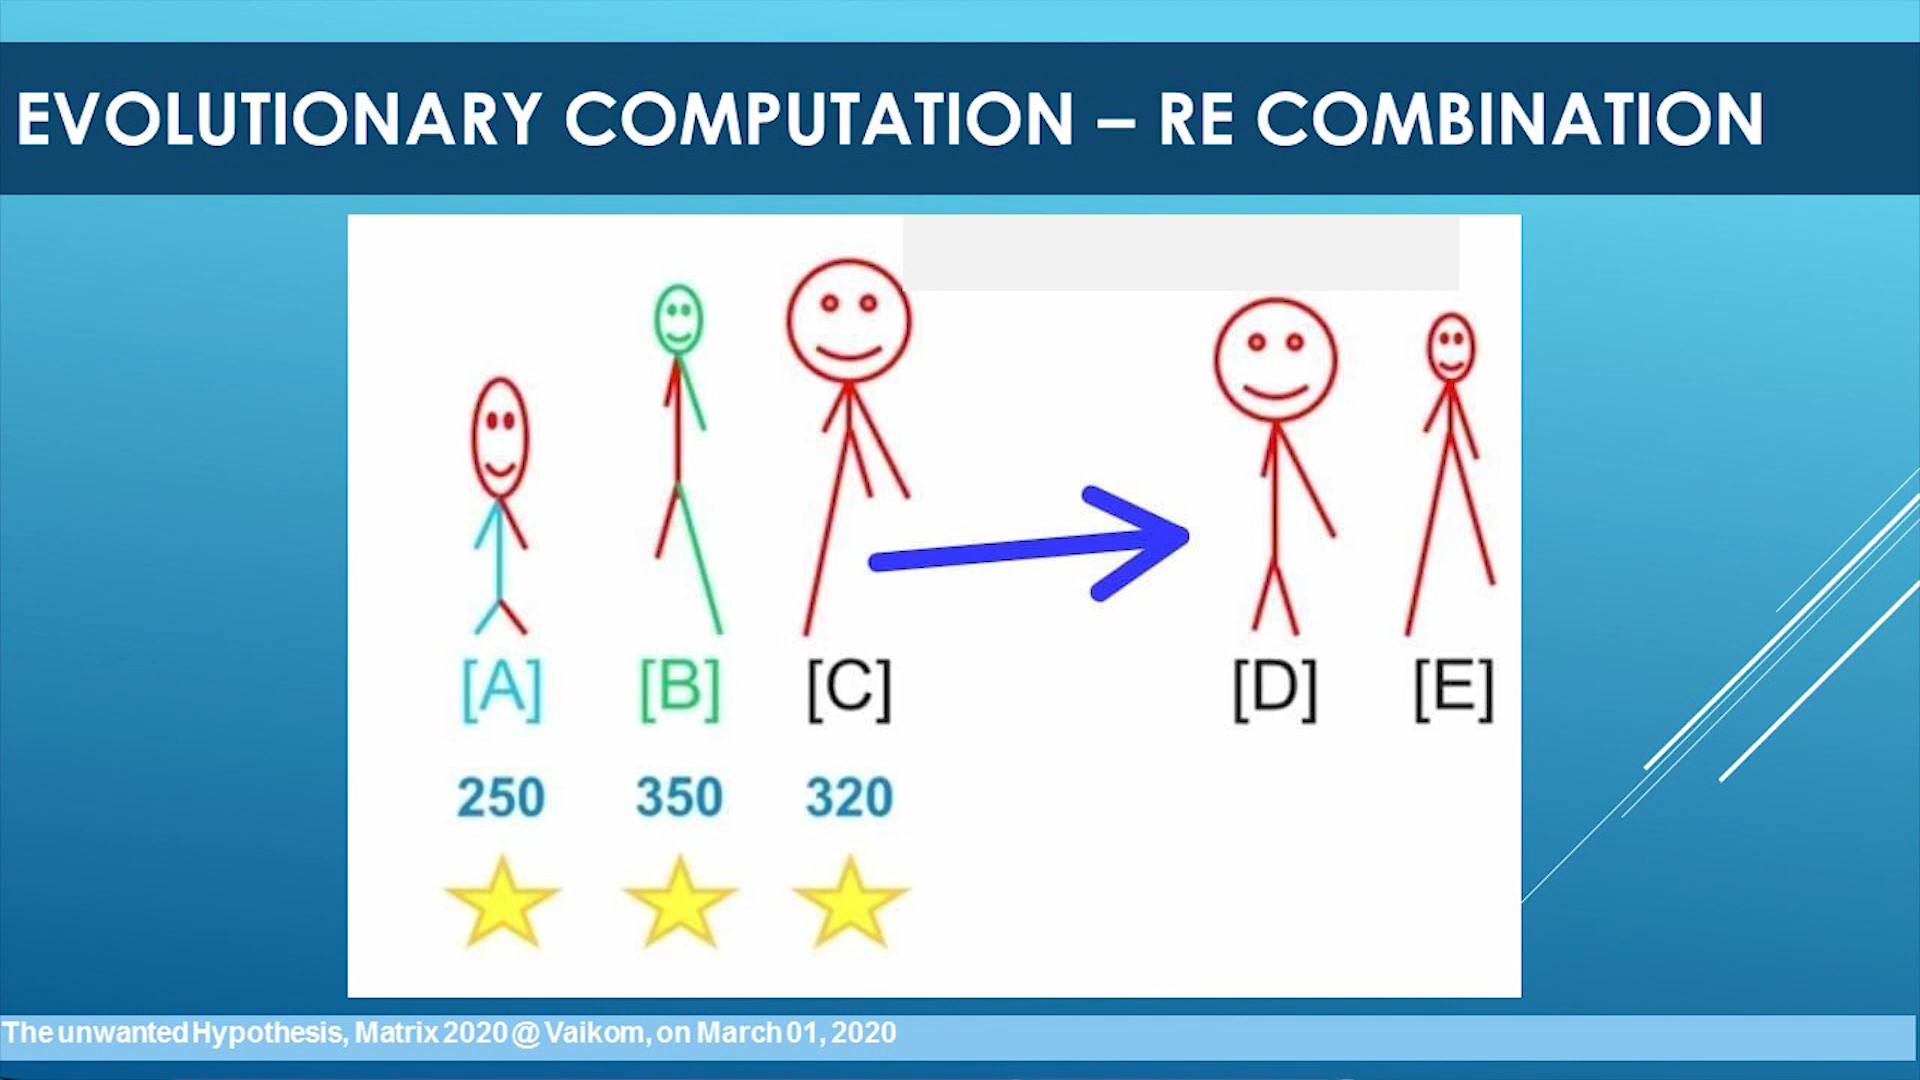 EVOLUTIONARY COMPUTATION – RE COMBINATION
[A] [B] [C] [D] [E]
250 350 320
The unwanted Hypothesis, Matrix 2020 @ Vaikom, on March 01, 2020